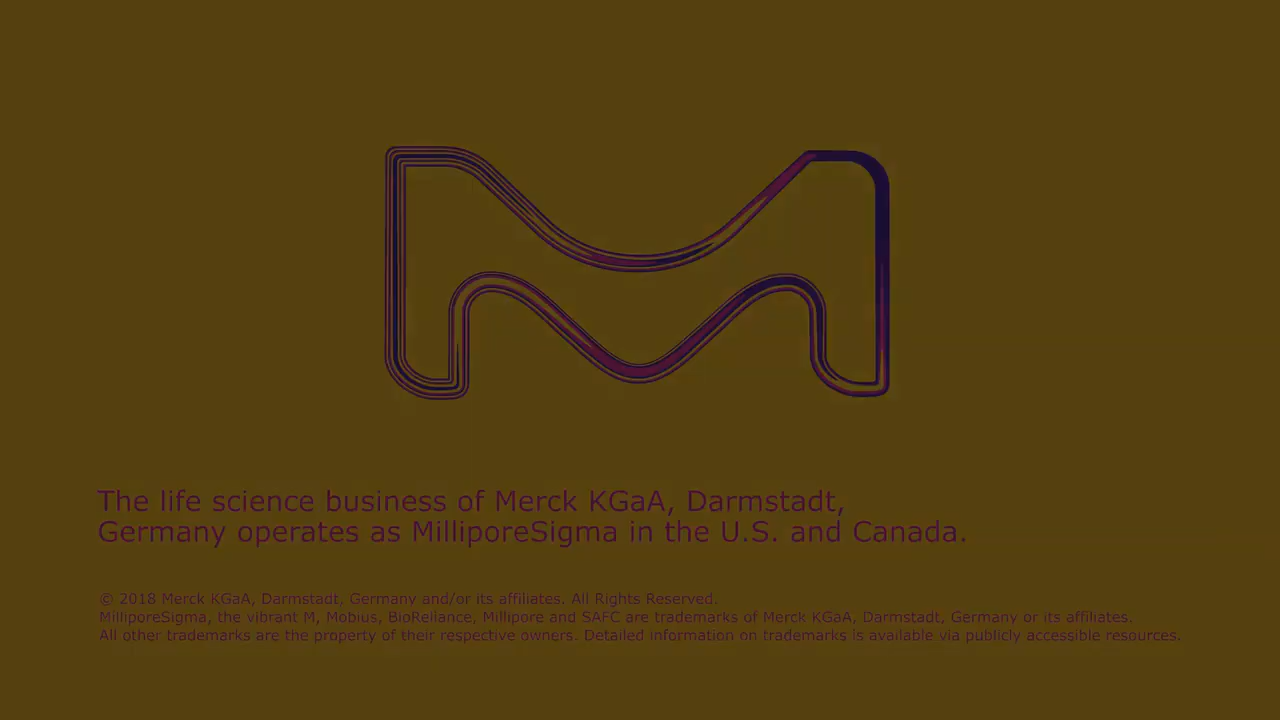 The life science business of Merck KGaA, Darmstadt,
Germany operates as MilliporeSigma in the U.S. and Canada.
© 2018 Merck KGaA, Darmstadt, Germany and/or its affiliates. All Rights Reserved.
MilliporeSigma, the vibrant M, Mobius, BioReliance, Millipore and SAFC are trademarks of Merck KGaA, Darmstadt, Germany or its affiliates.
All other trademarks are the property of their respective owners. Detailed information on trademarks is available via publicly accessible resources.